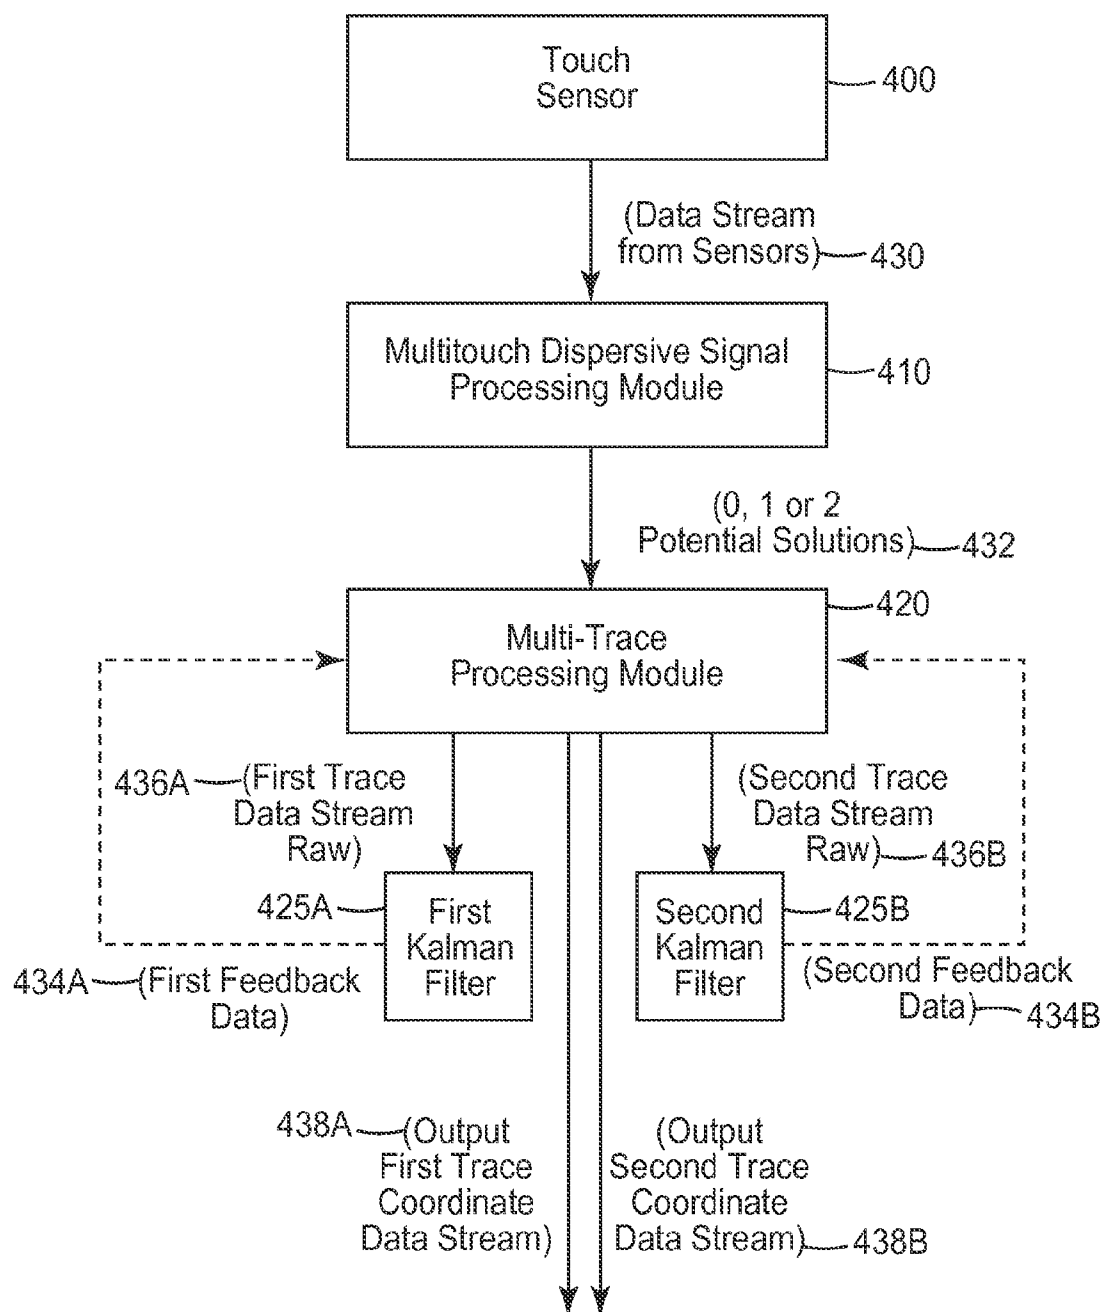 Touch
Sensor
400
(Data Stream
from Sensors)
430
Multitouch Dispersive Signal
Processing Module
410
(0, 1 or 2
Potential Solutions)
432
420
Multi-Trace
Processing Module
436A
(First Trace
Data Stream
Raw)
(Second Trace
Data Stream
Raw)
436B
425A
First
Kalman
Filter
Second
Kalman
Filter
425B
434A
(First Feedback
Data)
(Second Feedback
Data)
434B
438A
(Output
First Trace
Coordinate
Data Stream)
(Output
Second Trace
Coordinate
Data Stream)
438B